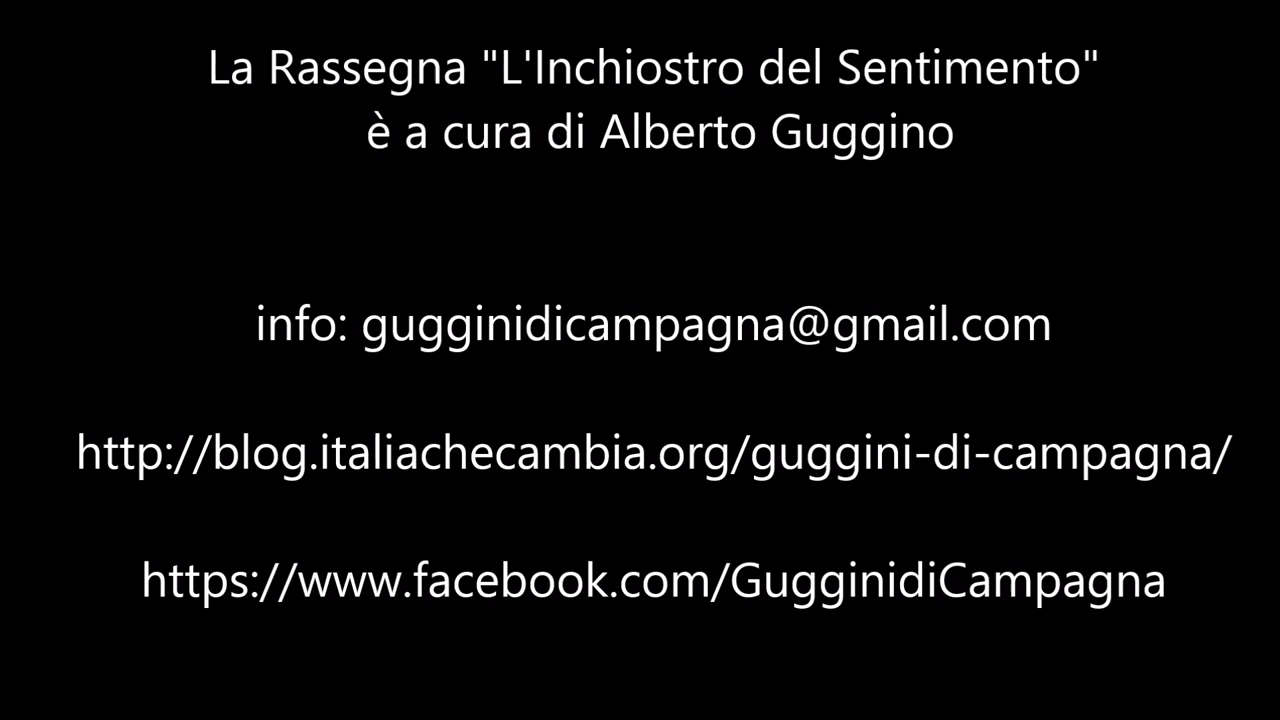 La Rassegna "L'Inchiostro del Sentimento"
è a cura di Alberto Guggino
info: gugginidicampagna@gmail.com
http://blog.italiachecambia.org/guggini-di-campagna/
https://www.facebook.com/GugginidiCampagna